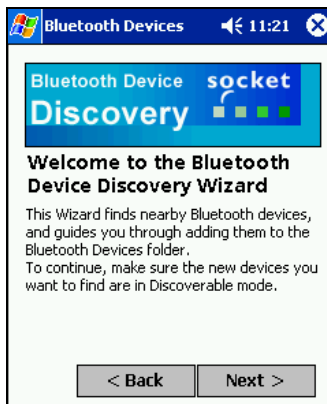 Bluetooth Devices 11:21
Bluetooth Device
Discovery
socket
Welcome to the Bluetooth
Device Discovery Wizard
This Wizard finds nearby Bluetooth devices,
and guides you through adding them to the
Bluetooth Devices folder.
To continue, make sure the new devices you
want to find are in Discoverable mode.
< Back Next >